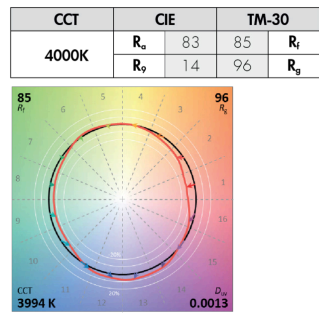 CCT CIE TM-30
4000K Ra 83 85 Rf
R9 14 96 Rg
85 96
Rf Rg
5 4
6 3
7 2
8 1
9 16
10 15
11 14
12 13
20%
20%
CCT Duv
3994 K 0.0013